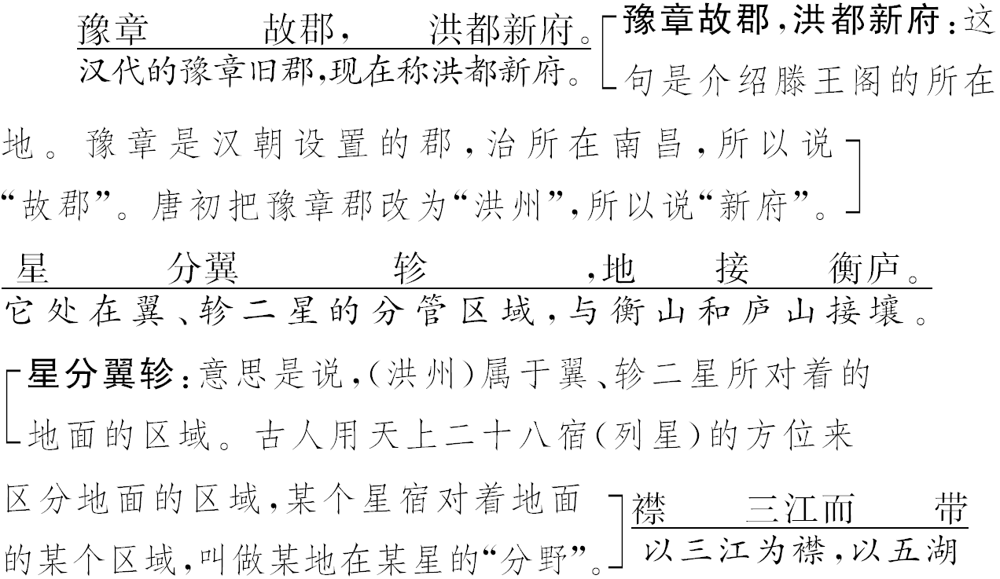 豫章 故郡， 洪都新府。
汉代的豫章旧郡，现在称洪都新府。
豫章故郡，洪都新府：这
句是介绍滕王阁的所在
地。豫章是汉朝设置的郡，治所在南昌，所以说
“故郡”。唐初把豫章郡改为“洪州”，所以说“新府”。
星 分翼 轸 ，地 接 衡庐。
它处在翼、轸二星的分管区域，与衡山和庐山接壤。
星分翼轸：意思是说，（洪州）属于翼、轸二星所对着的
地面的区域。古人用天上二十八宿（列星）的方位来
区分地面的区域，某个星宿对着地面
的某个区域，叫做某地在某星的“分野”。
襟 三江而 带
以三江为襟，以五湖